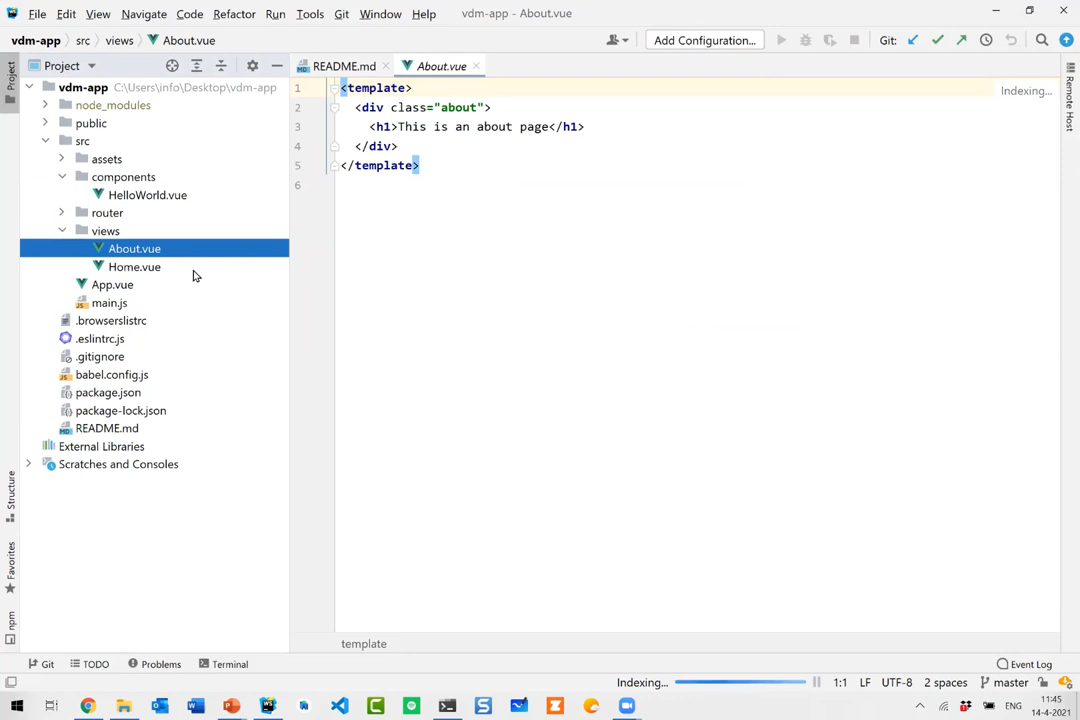 File Edit View Navigate Code Refactor Run Tools Git Window Help vdm-app - About.vue
vdm-app src views About.vue Add Configuration... Git:
Project
Project README.md About.vue
vdm-app C:\Users\info\Desktop\vdm-app
node_modules
public
src
assets
components
HelloWorld.vue
router
views
About.vue
Home.vue
App.vue
main.js
.browserslistrc
.eslintrc.js
.gitignore
babel.config.js
package.json
package-lock.json
README.md
External Libraries
Scratches and Consoles
1 <template>
2 <div class="about">
3 <h1>This is an about page</h1>
4 </div>
5 </template>
6
Indexing...
Remote Host
Structure
Favorites
npm
template
Git TODO Problems Terminal Event Log
Indexing... 1:1 LF UTF-8 2 spaces master
ENG
11:45
14-4-2021